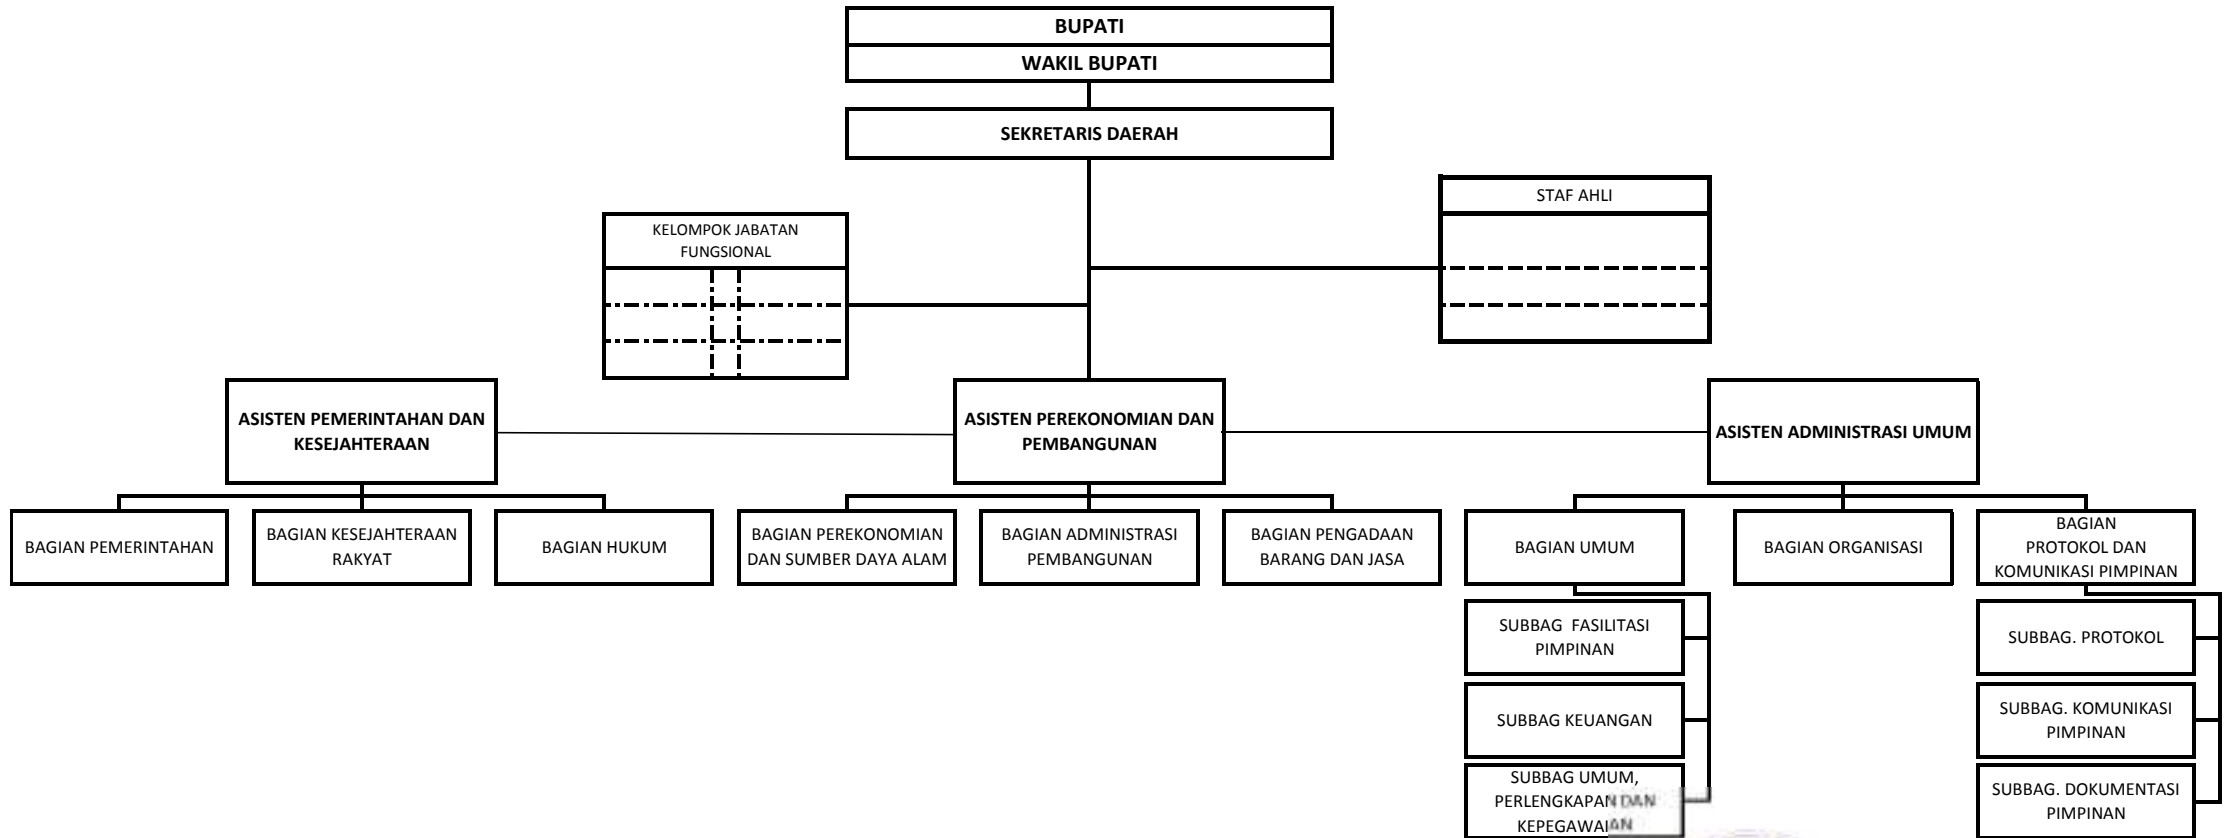 BUPATI
WAKIL BUPATI
SEKRETARIS DAERAH
STAF AHLI
KELOMPOK JABATAN
FUNGSIONAL
ASISTEN PEMERINTAHAN DAN
KESEJAHTERAAN
ASISTEN PEREKONOMIAN DAN
PEMBANGUNAN
ASISTEN ADMINISTRASI UMUM
BAGIAN PEMERINTAHAN
BAGIAN KESEJAHTERAAN
RAKYAT
BAGIAN HUKUM
BAGIAN PEREKONOMIAN
DAN SUMBER DAYA ALAM
BAGIAN ADMINISTRASI
PEMBANGUNAN
BAGIAN PENGADAAN
BARANG DAN JASA
BAGIAN UMUM
BAGIAN ORGANISASI
BAGIAN
PROTOKOL DAN
KOMUNIKASI PIMPINAN
SUBBAG FASILITASI
PIMPINAN
SUBBAG KEUANGAN
SUBBAG UMUM,
PERLENGKAPAN DAN
KEPEGAWAIAN
SUBBAG. PROTOKOL
SUBBAG. KOMUNIKASI
PIMPINAN
SUBBAG. DOKUMENTASI
PIMPINAN